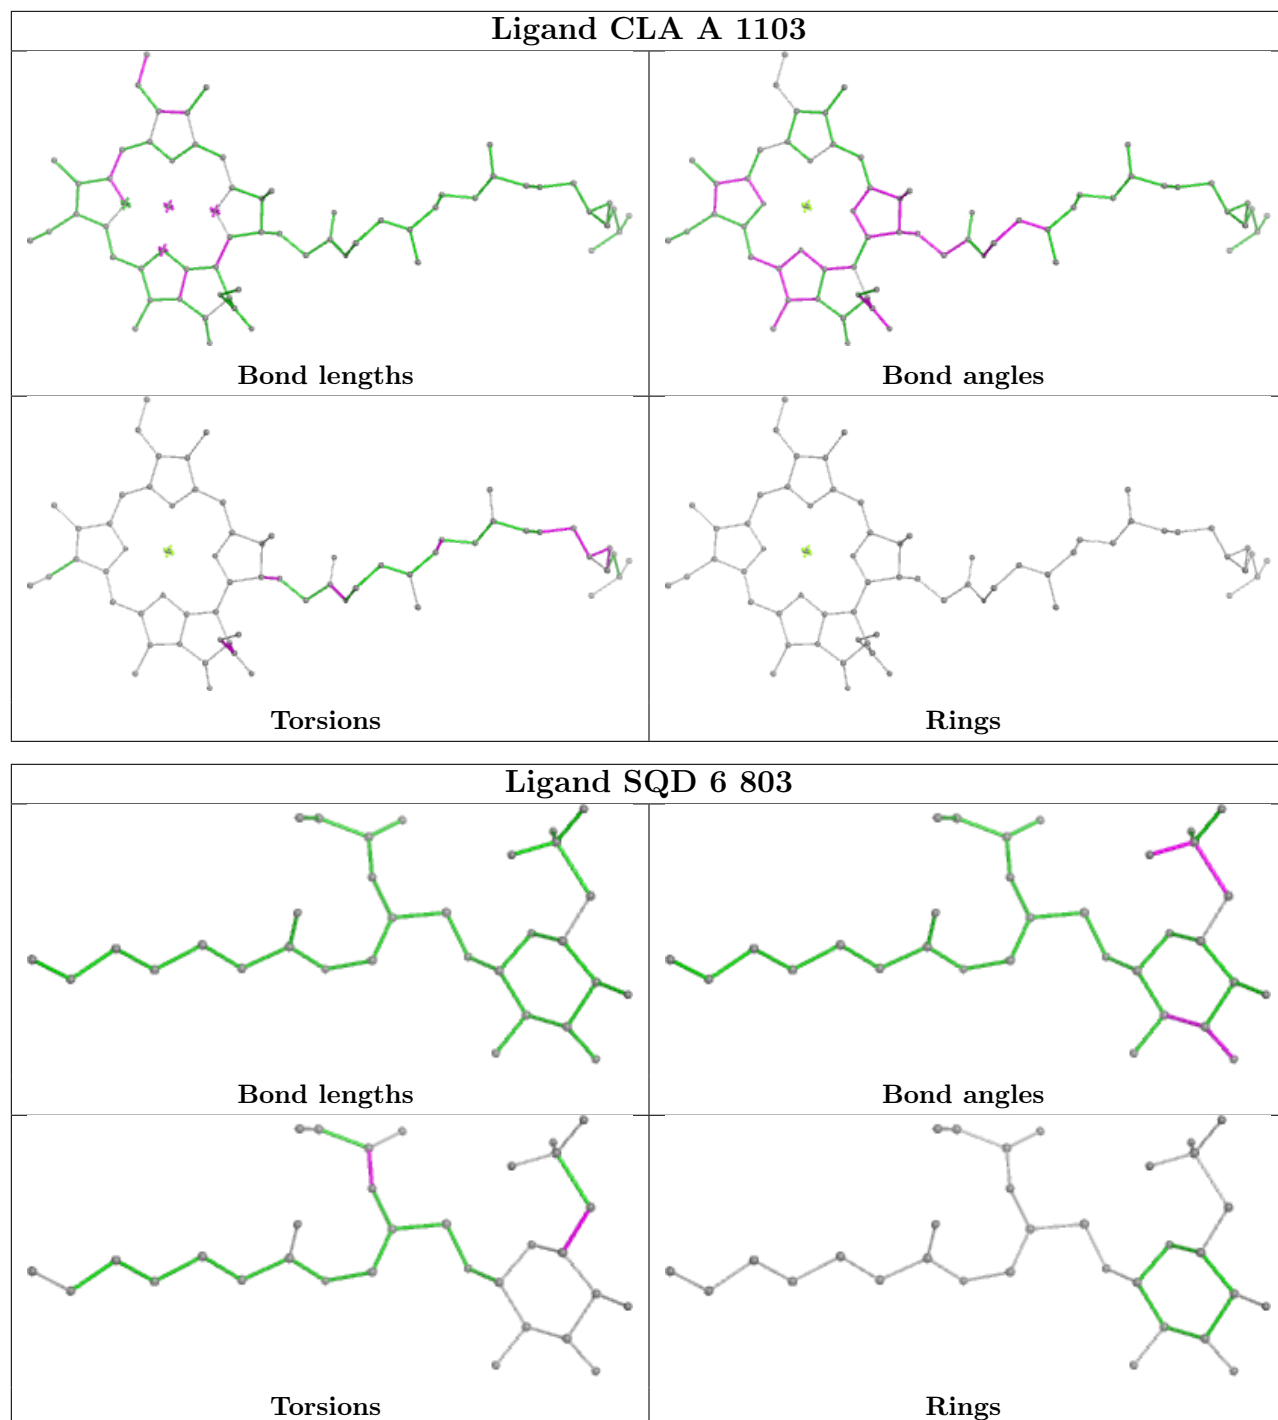 Ligand CLA A 1103
Bond lengths
Bond angles
Torsions
Rings
Ligand SQD 6 803
Bond lengths
Bond angles
Torsions
Rings